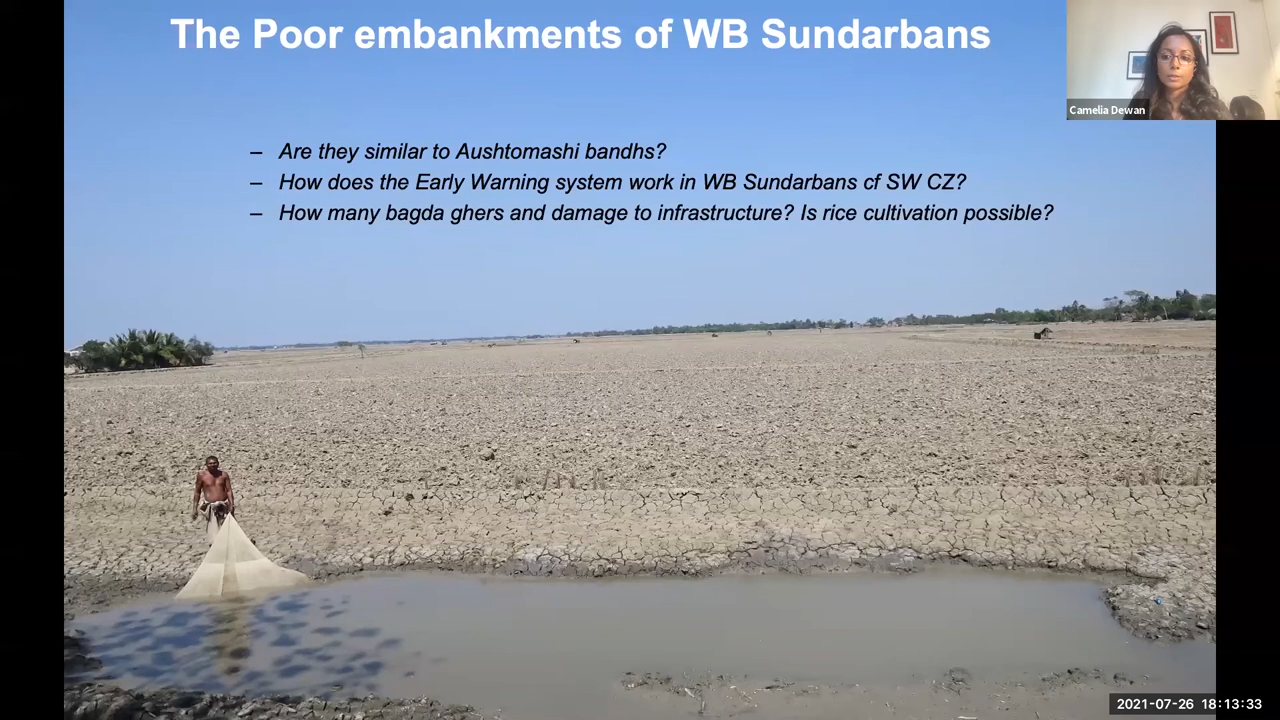 The Poor embankments of WB Sundarbans
Camelia Dewan
– Are they similar to Aushtomashi bandhs?
– How does the Early Warning system work in WB Sundarbans cf SW CZ?
– How many bagda ghers and damage to infrastructure? Is rice cultivation possible?
2021-07-26 18:13:33